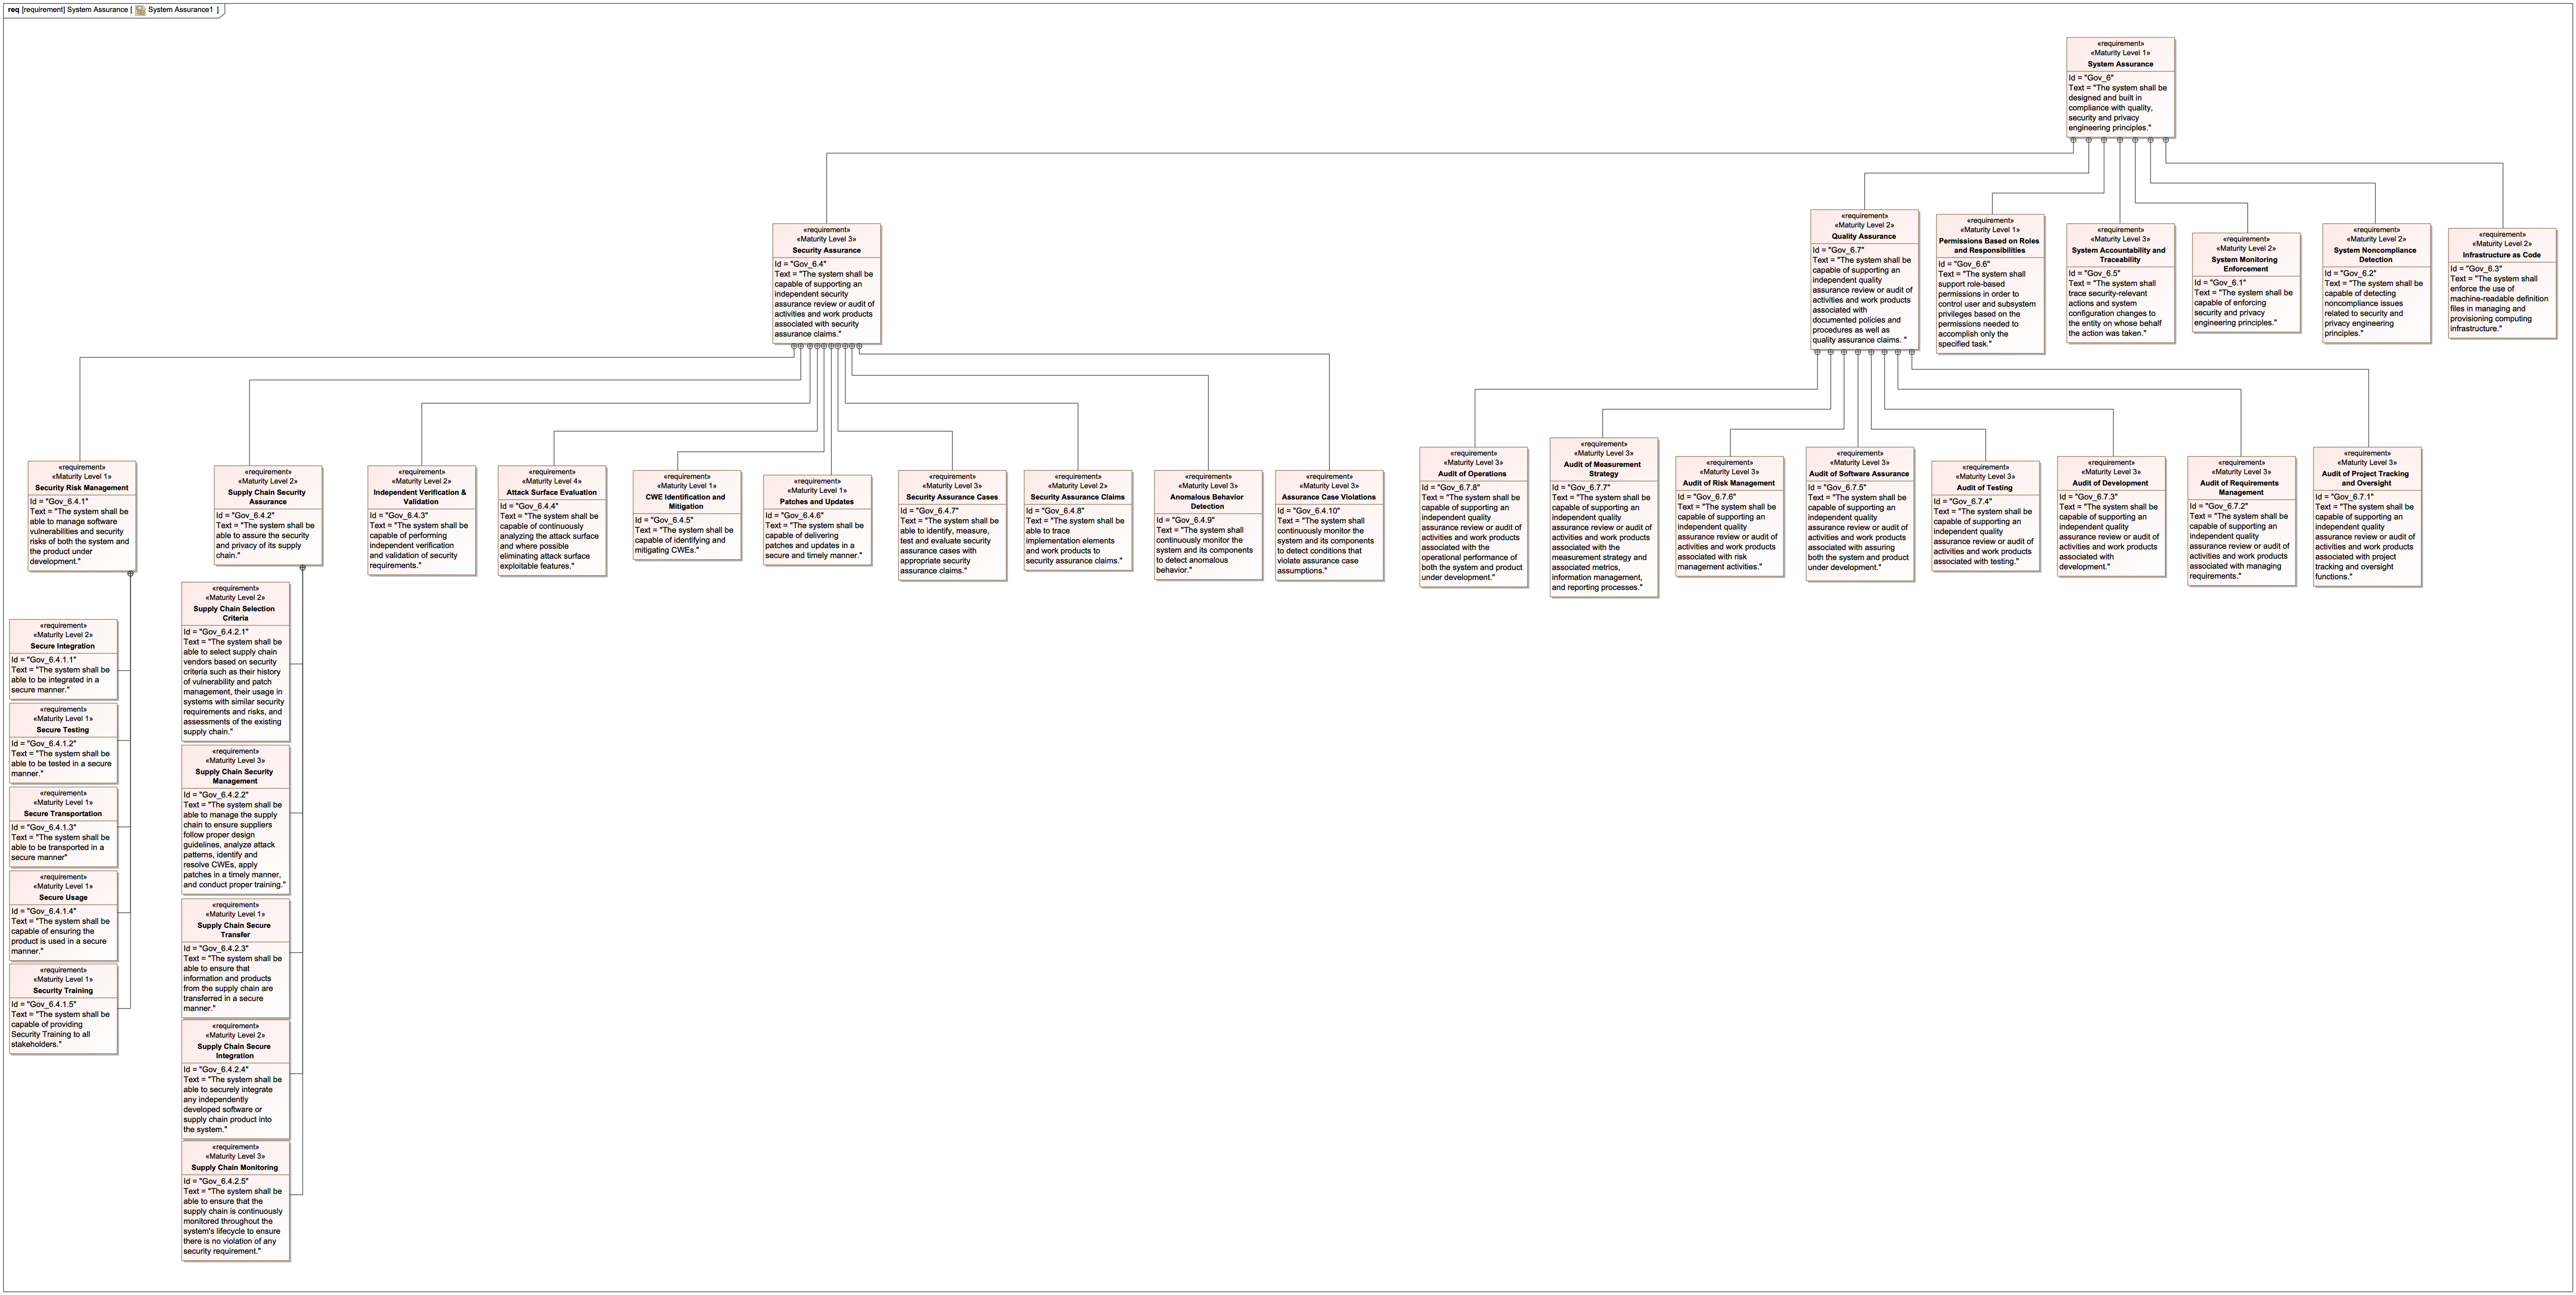 req [requirement] System Assurance [ System Assurance1 ]
«requirement»
«Maturity Level 1»
System Assurance
Id = "Gov_6"
Text = "The system shall be
designed and built in
compliance with quality,
security and privacy
engineering principles."
«requirement»
«Maturity Level 3»
Security Assurance
Id = "Gov_6.4"
Text = "The system shall be
capable of supporting an
independent security
assurance review or audit of
activities and work products
associated with security
assurance claims."
«requirement»
«Maturity Level 2»
Quality Assurance
Id = "Gov_6.7"
Text = "The system shall be
capable of supporting an
independent quality
assurance review or audit of
activities and work products
associated with
documented policies and
procedures as well as
quality assurance claims. "
«requirement»
«Maturity Level 1»
Permissions Based on Roles
and Responsibilities
Id = "Gov_6.6"
Text = "The system shall
support role-based
permissions in order to
control user and subsystem
privileges based on the
permissions needed to
accomplish only the
specified task."
«requirement»
«Maturity Level 3»
System Accountability and
Traceability
Id = "Gov_6.5"
Text = "The system shall
trace security-relevant
actions and system
configuration changes to
the entity on whose behalf
the action was taken."
«requirement»
«Maturity Level 2»
System Monitoring
Enforcement
Id = "Gov_6.1"
Text = "The system shall be
capable of enforcing
security and privacy
engineering principles."
«requirement»
«Maturity Level 2»
System Noncompliance
Detection
Id = "Gov_6.2"
Text = "The system shall be
capable of detecting
noncompliance issues
related to security and
privacy engineering
principles."
«requirement»
«Maturity Level 2»
Infrastructure as Code
Id = "Gov_6.3"
Text = "The system shall
enforce the use of
machine-readable definition
files in managing and
provisioning computing
infrastructure."
«requirement»
«Maturity Level 1»
Security Risk Management
Id = "Gov_6.4.1"
Text = "The system shall be
able to manage software
vulnerabilities and security
risks of both the system and
the product under
development."
«requirement»
«Maturity Level 2»
Supply Chain Security
Assurance
Id = "Gov_6.4.2"
Text = "The system shall be
able to assure the security
and privacy of its supply
chain."
«requirement»
«Maturity Level 2»
Independent Verification &
Validation
Id = "Gov_6.4.3"
Text = "The system shall be
capable of performing
independent verification
and validation of security
requirements."
«requirement»
«Maturity Level 4»
Attack Surface Evaluation
Id = "Gov_6.4.4"
Text = "The system shall be
capable of continuously
analyzing the attack surface
and where possible
eliminating attack surface
exploitable features."
«requirement»
«Maturity Level 1»
CWE Identification and
Mitigation
Id = "Gov_6.4.5"
Text = "The system shall be
capable of identifying and
mitigating CWEs."
«requirement»
«Maturity Level 1»
Patches and Updates
Id = "Gov_6.4.6"
Text = "The system shall be
capable of delivering
patches and updates in a
secure and timely manner."
«requirement»
«Maturity Level 3»
Security Assurance Cases
Id = "Gov_6.4.7"
Text = "The system shall be
able to identify, measure,
test and evaluate security
assurance cases with
appropriate security
assurance claims."
«requirement»
«Maturity Level 2»
Security Assurance Claims
Id = "Gov_6.4.8"
Text = "The system shall be
able to trace
implementation elements
and work products to
security assurance claims."
«requirement»
«Maturity Level 3»
Anomalous Behavior
Detection
Id = "Gov_6.4.9"
Text = "The system shall
continuously monitor the
system and its components
to detect anomalous
behavior."
«requirement»
«Maturity Level 3»
Assurance Case Violations
Id = "Gov_6.4.10"
Text = "The system shall
continuously monitor the
system and its components
to detect conditions that
violate assurance case
assumptions."
«requirement»
«Maturity Level 3»
Audit of Operations
Id = "Gov_6.7.8"
Text = "The system shall be
capable of supporting an
independent quality
assurance review or audit of
activities and work products
associated with the
operational performance of
both the system and product
under development."
«requirement»
«Maturity Level 3»
Audit of Measurement
Strategy
Id = "Gov_6.7.7"
Text = "The system shall be
capable of supporting an
independent quality
assurance review or audit of
activities and work products
associated with the
measurement strategy and
associated metrics,
information management,
and reporting processes."
«requirement»
«Maturity Level 3»
Audit of Risk Management
Id = "Gov_6.7.6"
Text = "The system shall be
capable of supporting an
independent quality
assurance review or audit of
activities and work products
associated with risk
management activities."
«requirement»
«Maturity Level 3»
Audit of Software Assurance
Id = "Gov_6.7.5"
Text = "The system shall be
capable of supporting an
independent quality
assurance review or audit of
activities and work products
associated with assuring
both the system and product
under development."
«requirement»
«Maturity Level 3»
Audit of Testing
Id = "Gov_6.7.4"
Text = "The system shall be
capable of supporting an
independent quality
assurance review or audit of
activities and work products
associated with testing."
«requirement»
«Maturity Level 3»
Audit of Development
Id = "Gov_6.7.3"
Text = "The system shall be
capable of supporting an
independent quality
assurance review or audit of
activities and work products
associated with
development."
«requirement»
«Maturity Level 3»
Audit of Requirements
Management
Id = "Gov_6.7.2"
Text = "The system shall be
capable of supporting an
independent quality
assurance review or audit of
activities and work products
associated with managing
requirements."
«requirement»
«Maturity Level 3»
Audit of Project Tracking
and Oversight
Id = "Gov_6.7.1"
Text = "The system shall be
capable of supporting an
independent quality
assurance review or audit of
activities and work products
associated with project
tracking and oversight
functions."
«requirement»
«Maturity Level 2»
Secure Integration
Id = "Gov_6.4.1.1"
Text = "The system shall be
able to be integrated in a
secure manner."
«requirement»
«Maturity Level 1»
Secure Testing
Id = "Gov_6.4.1.2"
Text = "The system shall be
able to be tested in a secure
manner."
«requirement»
«Maturity Level 1»
Secure Transportation
Id = "Gov_6.4.1.3"
Text = "The system shall be
able to be transported in a
secure manner"
«requirement»
«Maturity Level 1»
Secure Usage
Id = "Gov_6.4.1.4"
Text = "The system shall be
capable of ensuring the
product is used in a secure
manner."
«requirement»
«Maturity Level 1»
Security Training
Id = "Gov_6.4.1.5"
Text = "The system shall be
capable of providing
Security Training to all
stakeholders."
«requirement»
«Maturity Level 2»
Supply Chain Selection
Criteria
Id = "Gov_6.4.2.1"
Text = "The system shall be
able to select supply chain
vendors based on security
criteria such as their history
of vulnerability and patch
management, their usage in
systems with similar security
requirements and risks, and
assessments of the existing
supply chain."
«requirement»
«Maturity Level 3»
Supply Chain Security
Management
Id = "Gov_6.4.2.2"
Text = "The system shall be
able to manage the supply
chain to ensure suppliers
follow proper design
guidelines, analyze attack
patterns, identify and
resolve CWEs, apply
patches in a timely manner,
and conduct proper training."
«requirement»
«Maturity Level 1»
Supply Chain Secure
Transfer
Id = "Gov_6.4.2.3"
Text = "The system shall be
able to ensure that
information and products
from the supply chain are
transferred in a secure
manner."
«requirement»
«Maturity Level 2»
Supply Chain Secure
Integration
Id = "Gov_6.4.2.4"
Text = "The system shall be
able to securely integrate
any independently
developed software or
supply chain product into
the system."
«requirement»
«Maturity Level 3»
Supply Chain Monitoring
Id = "Gov_6.4.2.5"
Text = "The system shall be
able to ensure that the
supply chain is continuously
monitored throughout the
system's lifecycle to ensure
there is no violation of any
security requirement."